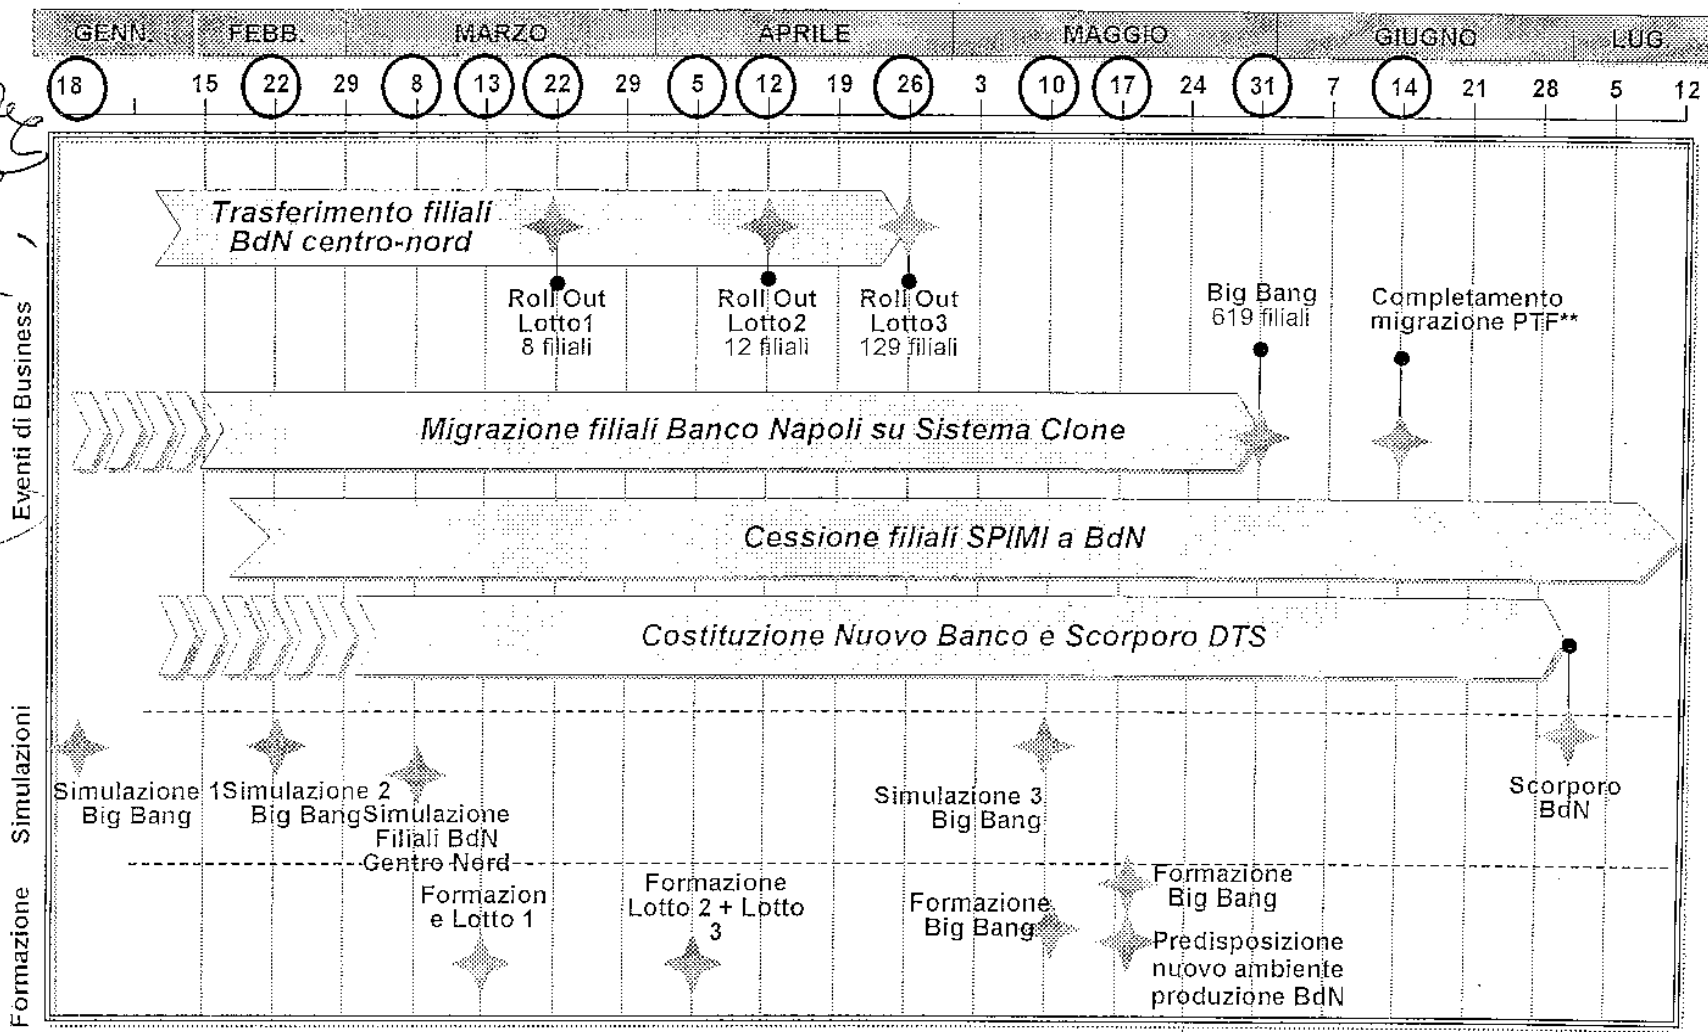 GENN. FEBB. MARZO APRILE MAGGIO GIUGNO LUG.
18 15 22 29 8 13 22 29 5 12 19 26 3 10 17 24 31 7 14 21 28 5 12
Eventi di Business
Trasferimento filiali
BdN centro-nord
Roll Out
Lotto1
8 filiali
Roll Out
Lotto2
12 filiali
Roll Out
Lotto3
129 filiali
Big Bang
619 filiali
Completamento
migrazione PTF**
Migrazione filiali Banco Napoli su Sistema Clone
Cessione filiali SPIMI a BdN
Costituzione Nuovo Banco e Scorporo DTS
Simulazioni
Simulazione 1
Big Bang
Simulazione 2
Big Bang
Simulazione
Filiali BdN
Centro Nord
Simulazione 3
Big Bang
Scorporo
BdN
Formazione
Formazion
e Lotto 1
Formazione
Lotto 2 + Lotto
3
Formazione
Big Bang
Formazione
Big Bang
Predisposizione
nuovo ambiente
produzione BdN